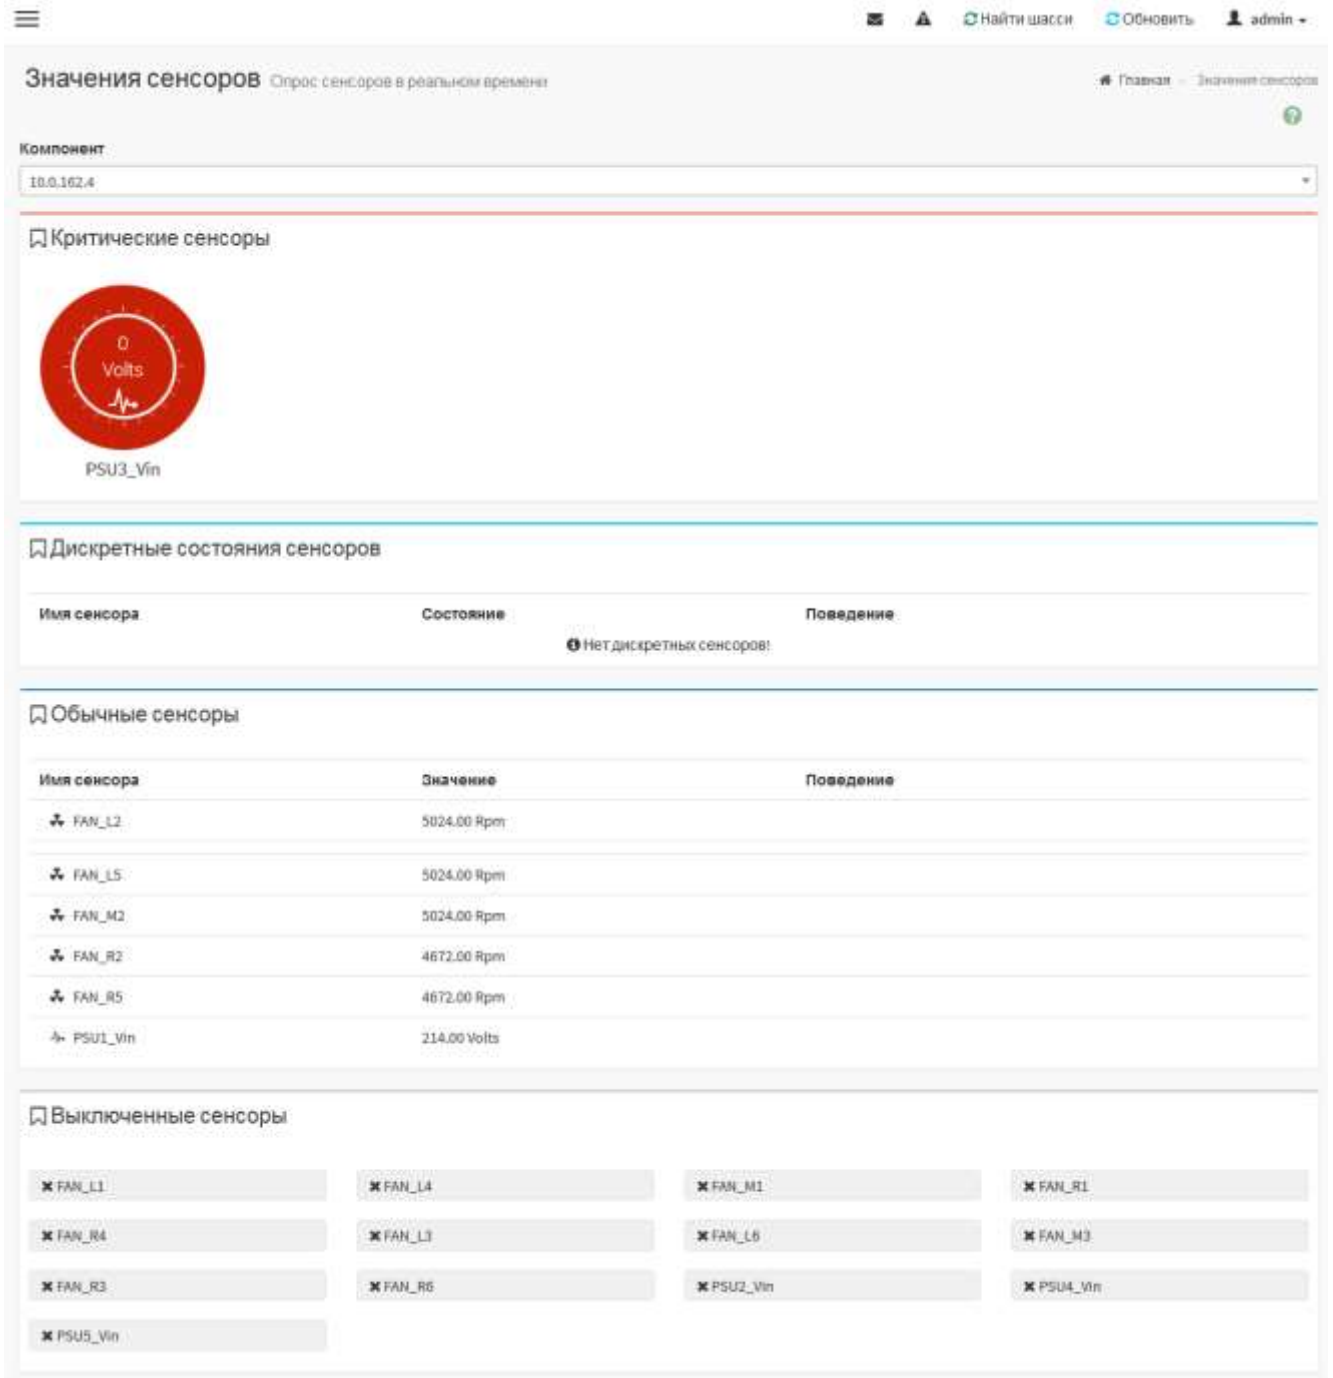 Найти шасси Обновить admin
Значения сенсоров Опрос сенсоров в реальном времени Главная Значения сенсоров
Компонент
10.0.162.4
Критические сенсоры
0
Volts
PSU3_Vin
Дискретные состояния сенсоров
Имя сенсора Состояние Поведение
Нет дискретных сенсоров!
Обычные сенсоры
Имя сенсора Значение Поведение
FAN_L2 5024.00 Rpm
FAN_L5 5024.00 Rpm
FAN_M2 5024.00 Rpm
FAN_R2 4672.00 Rpm
FAN_R5 4672.00 Rpm
PSU1_Vin 214.00 Volts
Выключенные сенсоры
FAN_L1 FAN_L4 FAN_M1 FAN_R1
FAN_R4 FAN_L3 FAN_L6 FAN_M3
FAN_R3 FAN_R6 PSU2_Vin PSU4_Vin
PSU5_Vin